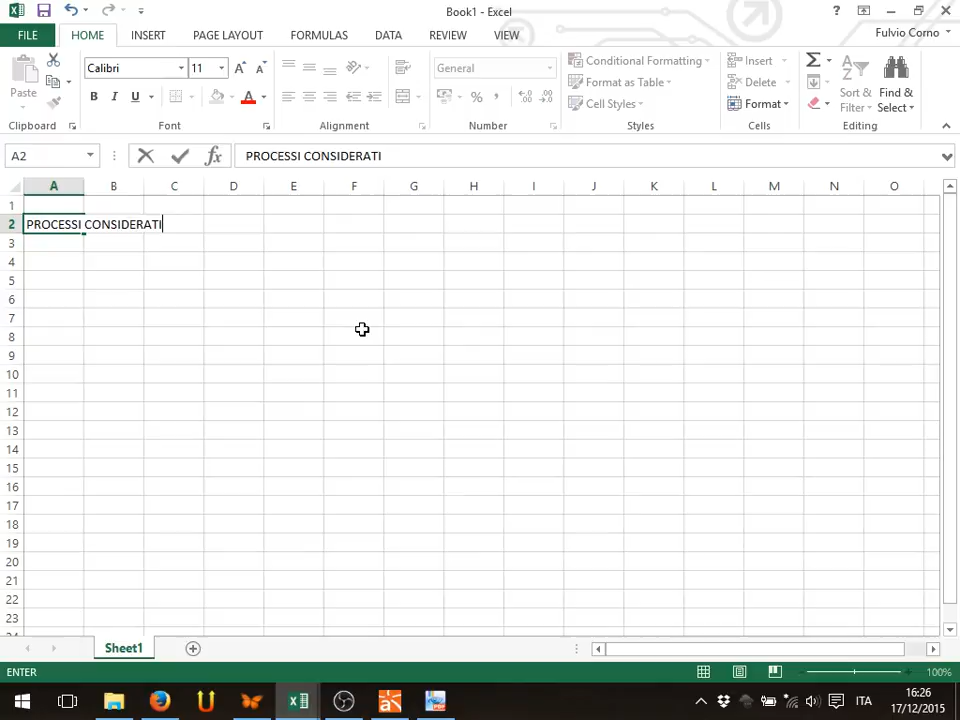 Book1 - Excel
?
FILE HOME INSERT PAGE LAYOUT FORMULAS DATA REVIEW VIEW Fulvio Corno
Paste
Calibri 11 A A
B I U A
General
% ,
Conditional Formatting
Format as Table
Cell Styles
Insert
Delete
Format
Σ
Sort & Filter
Find & Select
Clipboard Font Alignment Number Styles Cells Editing
A2 fx PROCESSI CONSIDERATI
A B C D E F G H I J K L M N O
1
2 PROCESSI CONSIDERATI
3
4
5
6
7
8
9
10
11
12
13
14
15
16
17
18
19
20
21
22
23
24
Sheet1
ENTER 100%
ITA
16:26
17/12/2015